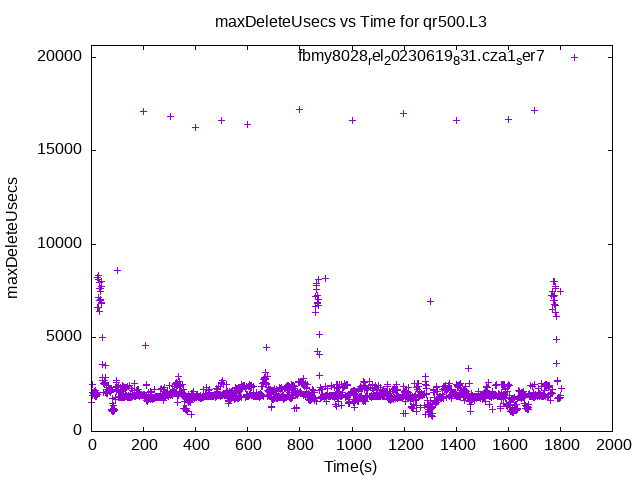 maxDeleteUsecs vs Time for qr500.L3
fbmy8028rel20230619831.cza1ser7
20000
15000
10000
5000
0
maxDeleteUsecs
0 200 400 600 800 1000 1200 1400 1600 1800 2000
Time(s)